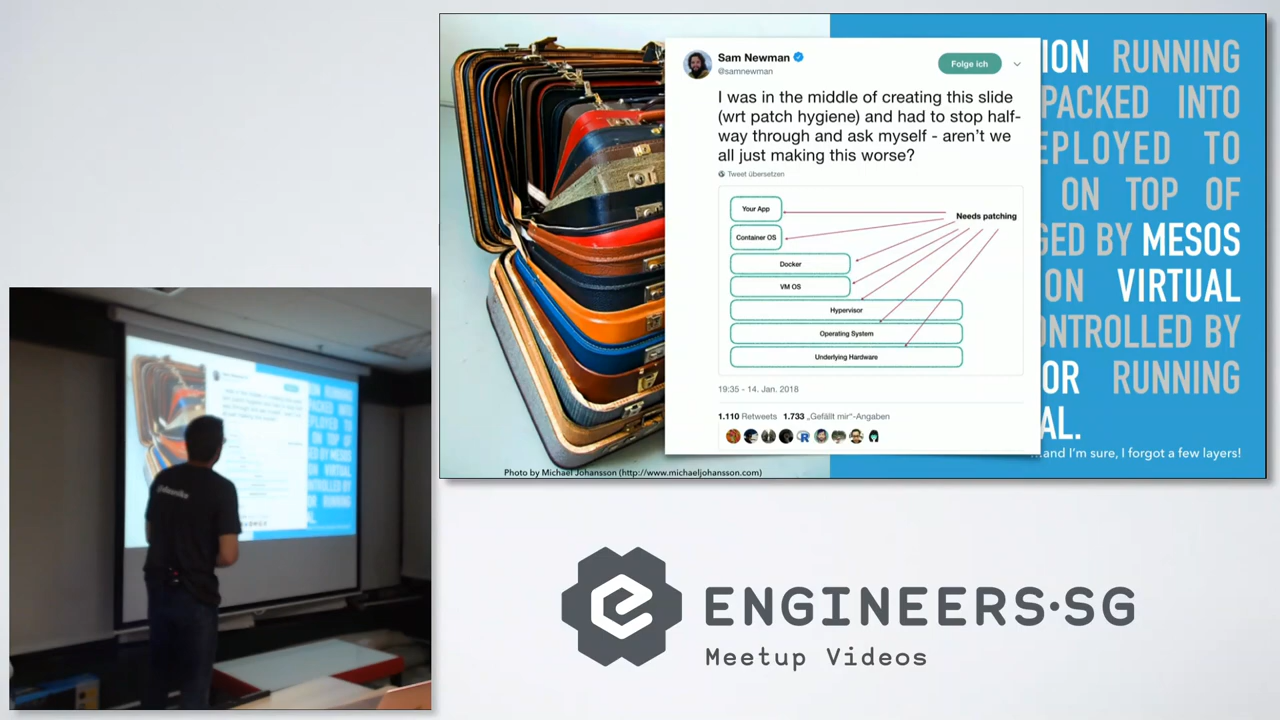 Sam Newman
@samnewman
Folge ich
I was in the middle of creating this slide
(wrt patch hygiene) and had to stop half-
way through and ask myself - aren't we
all just making this worse?
Tweet übersetzen
Your App
Needs patching
Container OS
Docker
VM OS
Hypervisor
Operating System
Underlying Hardware
19:35 - 14. Jan. 2018
1.110 Retweets 1.733 „Gefällt mir"-Angaben
ION RUNNING
PACKED INTO
EPLOYED TO
ON TOP OF
GED BY MESOS
ON VIRTUAL
ONTROLLED BY
OR RUNNING
AL.
and I'm sure, I forgot a few layers!
Photo by Michael Johansson (http://www.michaeljohansson.com)
ENGINEERS·SG
Meetup Videos